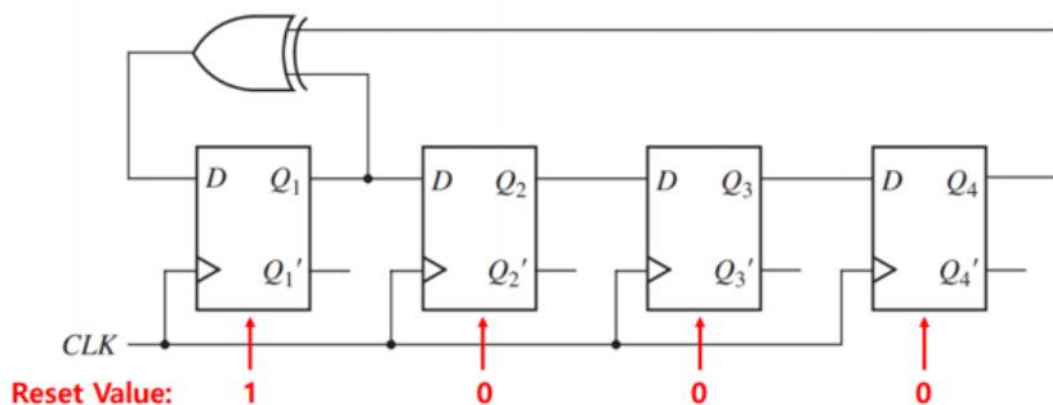 D Q₁ D Q₂ D Q₃ D Q₄
Q₁' Q₂' Q₃' Q₄'
CLK
Reset Value: 1 0 0 0